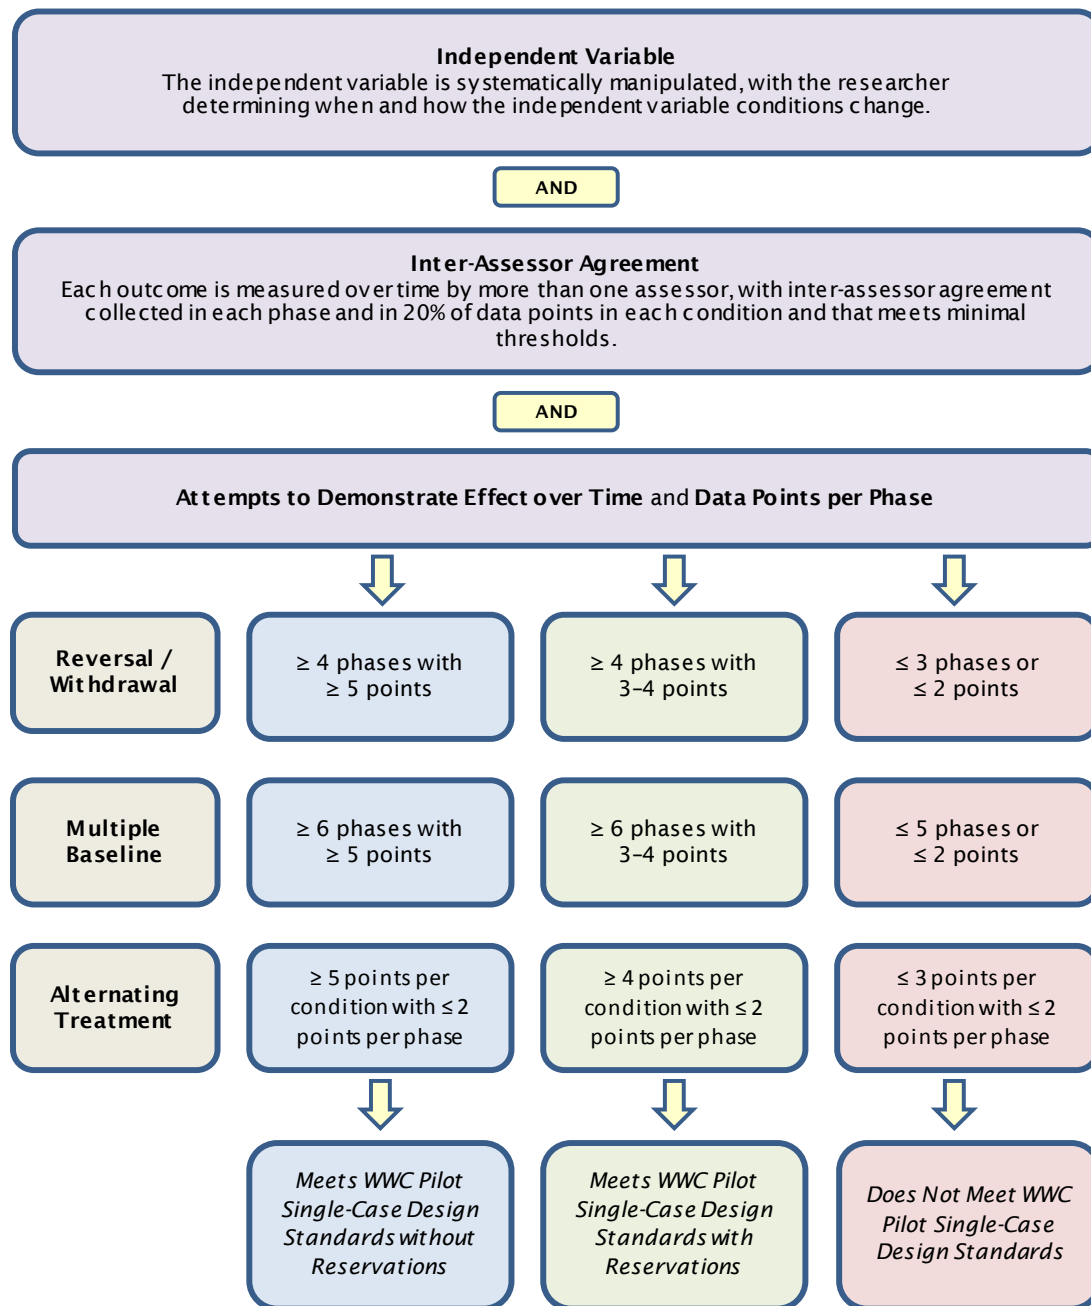 Independent Variable
The independent variable is systematically manipulated, with the researcher
determining when and how the independent variable conditions change.
AND
Inter-Assessor Agreement
Each outcome is measured over time by more than one assessor, with inter-assessor agreement
collected in each phase and in 20% of data points in each condition and that meets minimal
thresholds.
AND
Attempts to Demonstrate Effect over Time and Data Points per Phase
Reversal /
Withdrawal
≥ 4 phases with
≥ 5 points
≥ 4 phases with
3–4 points
≤ 3 phases or
≤ 2 points
Multiple
Baseline
≥ 6 phases with
≥ 5 points
≥ 6 phases with
3–4 points
≤ 5 phases or
≤ 2 points
Alternating
Treatment
≥ 5 points per
condition with ≤ 2
points per phase
≥ 4 points per
condition with ≤ 2
points per phase
≤ 3 points per
condition with ≤ 2
points per phase
Meets WWC Pilot
Single-Case Design
Standards without
Reservations
Meets WWC Pilot
Single-Case Design
Standards with
Reservations
Does Not Meet WWC
Pilot Single-Case
Design Standards